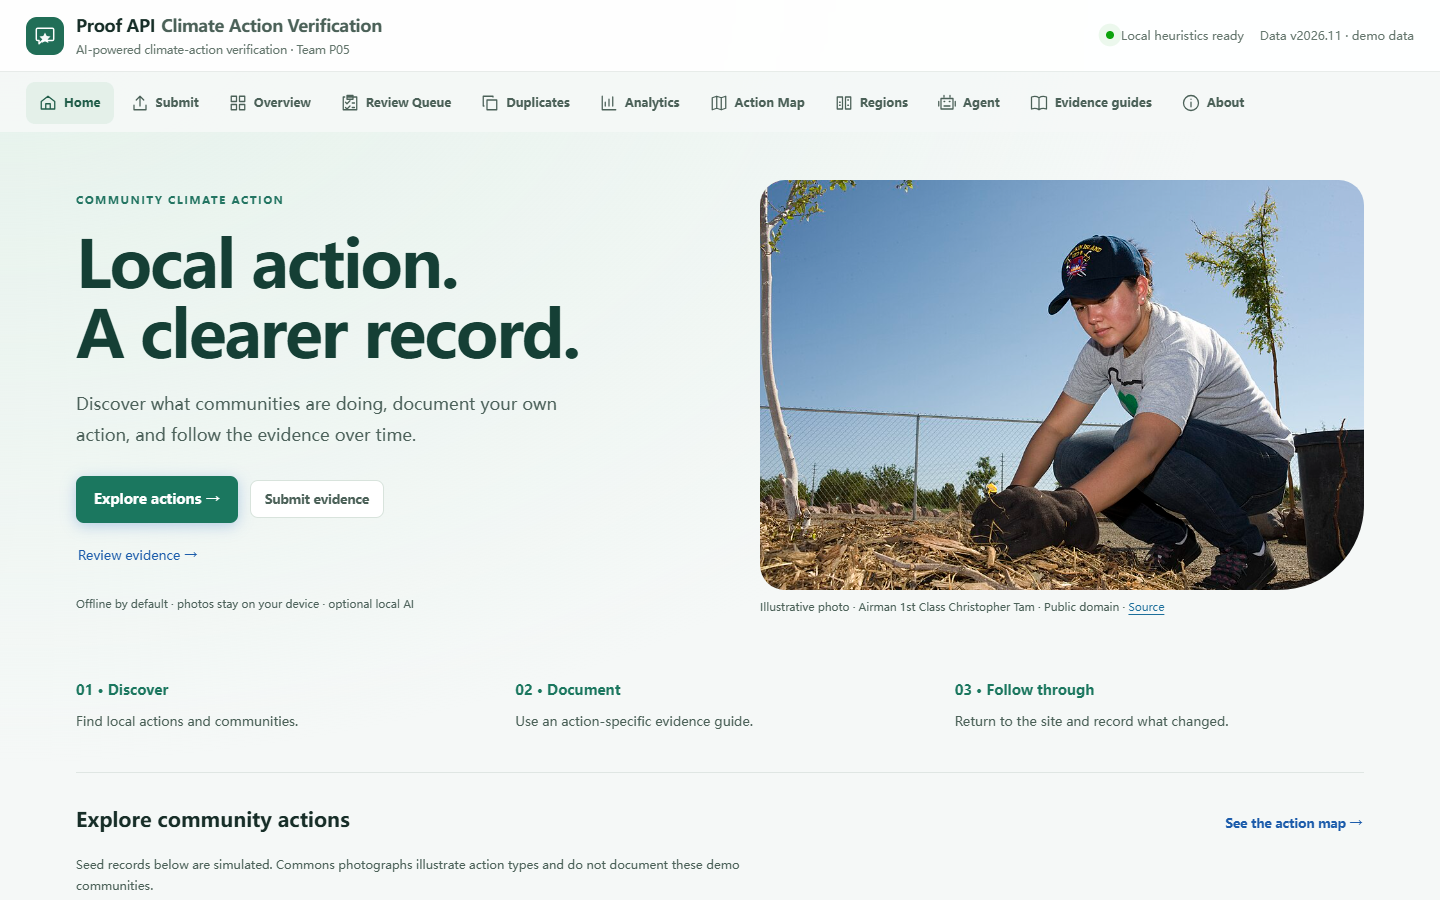 Proof API Climate Action Verification
AI-powered climate-action verification · Team P05
Local heuristics ready
Data v2026.11 · demo data
Home
Submit
Overview
Review Queue
Duplicates
Analytics
Action Map
Regions
Agent
Evidence guides
About
COMMUNITY CLIMATE ACTION
Local action.
A clearer record.
Discover what communities are doing, document your own
action, and follow the evidence over time.
Explore actions →
Submit evidence
Review evidence →
Offline by default · photos stay on your device · optional local AI
Illustrative photo · Airman 1st Class Christopher Tam · Public domain · Source
01 • Discover
Find local actions and communities.
02 • Document
Use an action-specific evidence guide.
03 • Follow through
Return to the site and record what changed.
Explore community actions
See the action map →
Seed records below are simulated. Commons photographs illustrate action types and do not document these demo
communities.